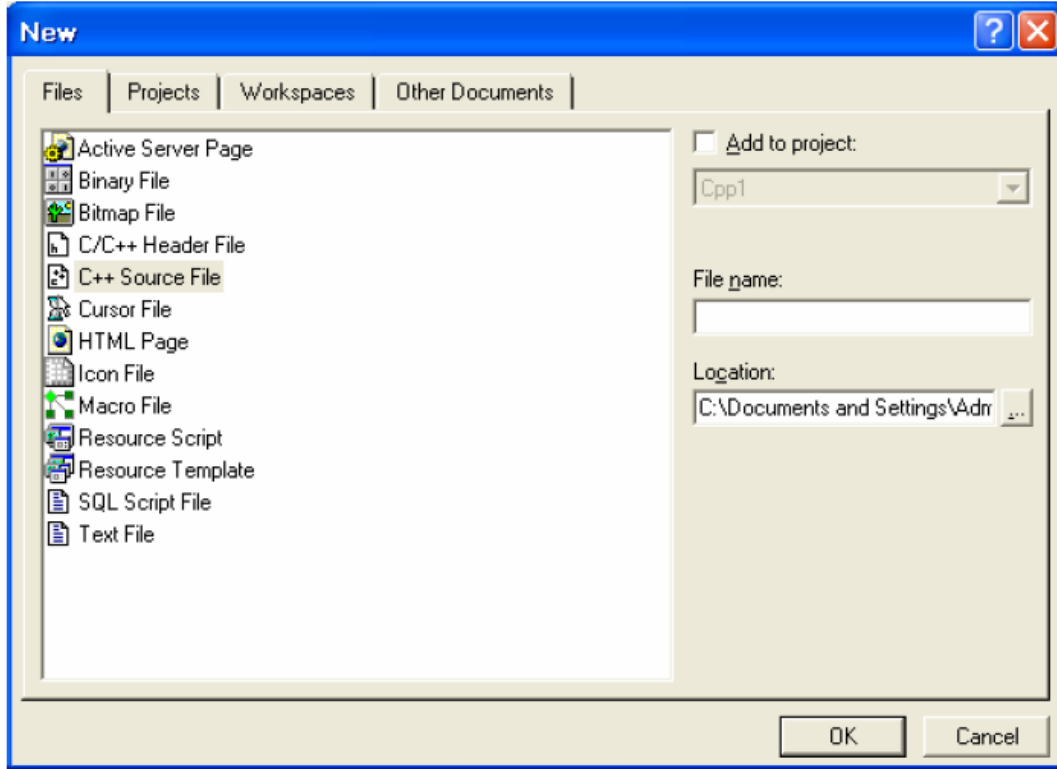 New
Files
Projects
Workspaces
Other Documents
Active Server Page
Binary File
Bitmap File
C/C++ Header File
C++ Source File
Cursor File
HTML Page
Icon File
Macro File
Resource Script
Resource Template
SQL Script File
Text File
Add to project:
Cpp1
File name:
Location:
C:\Documents and Settings\Adm
...
OK
Cancel